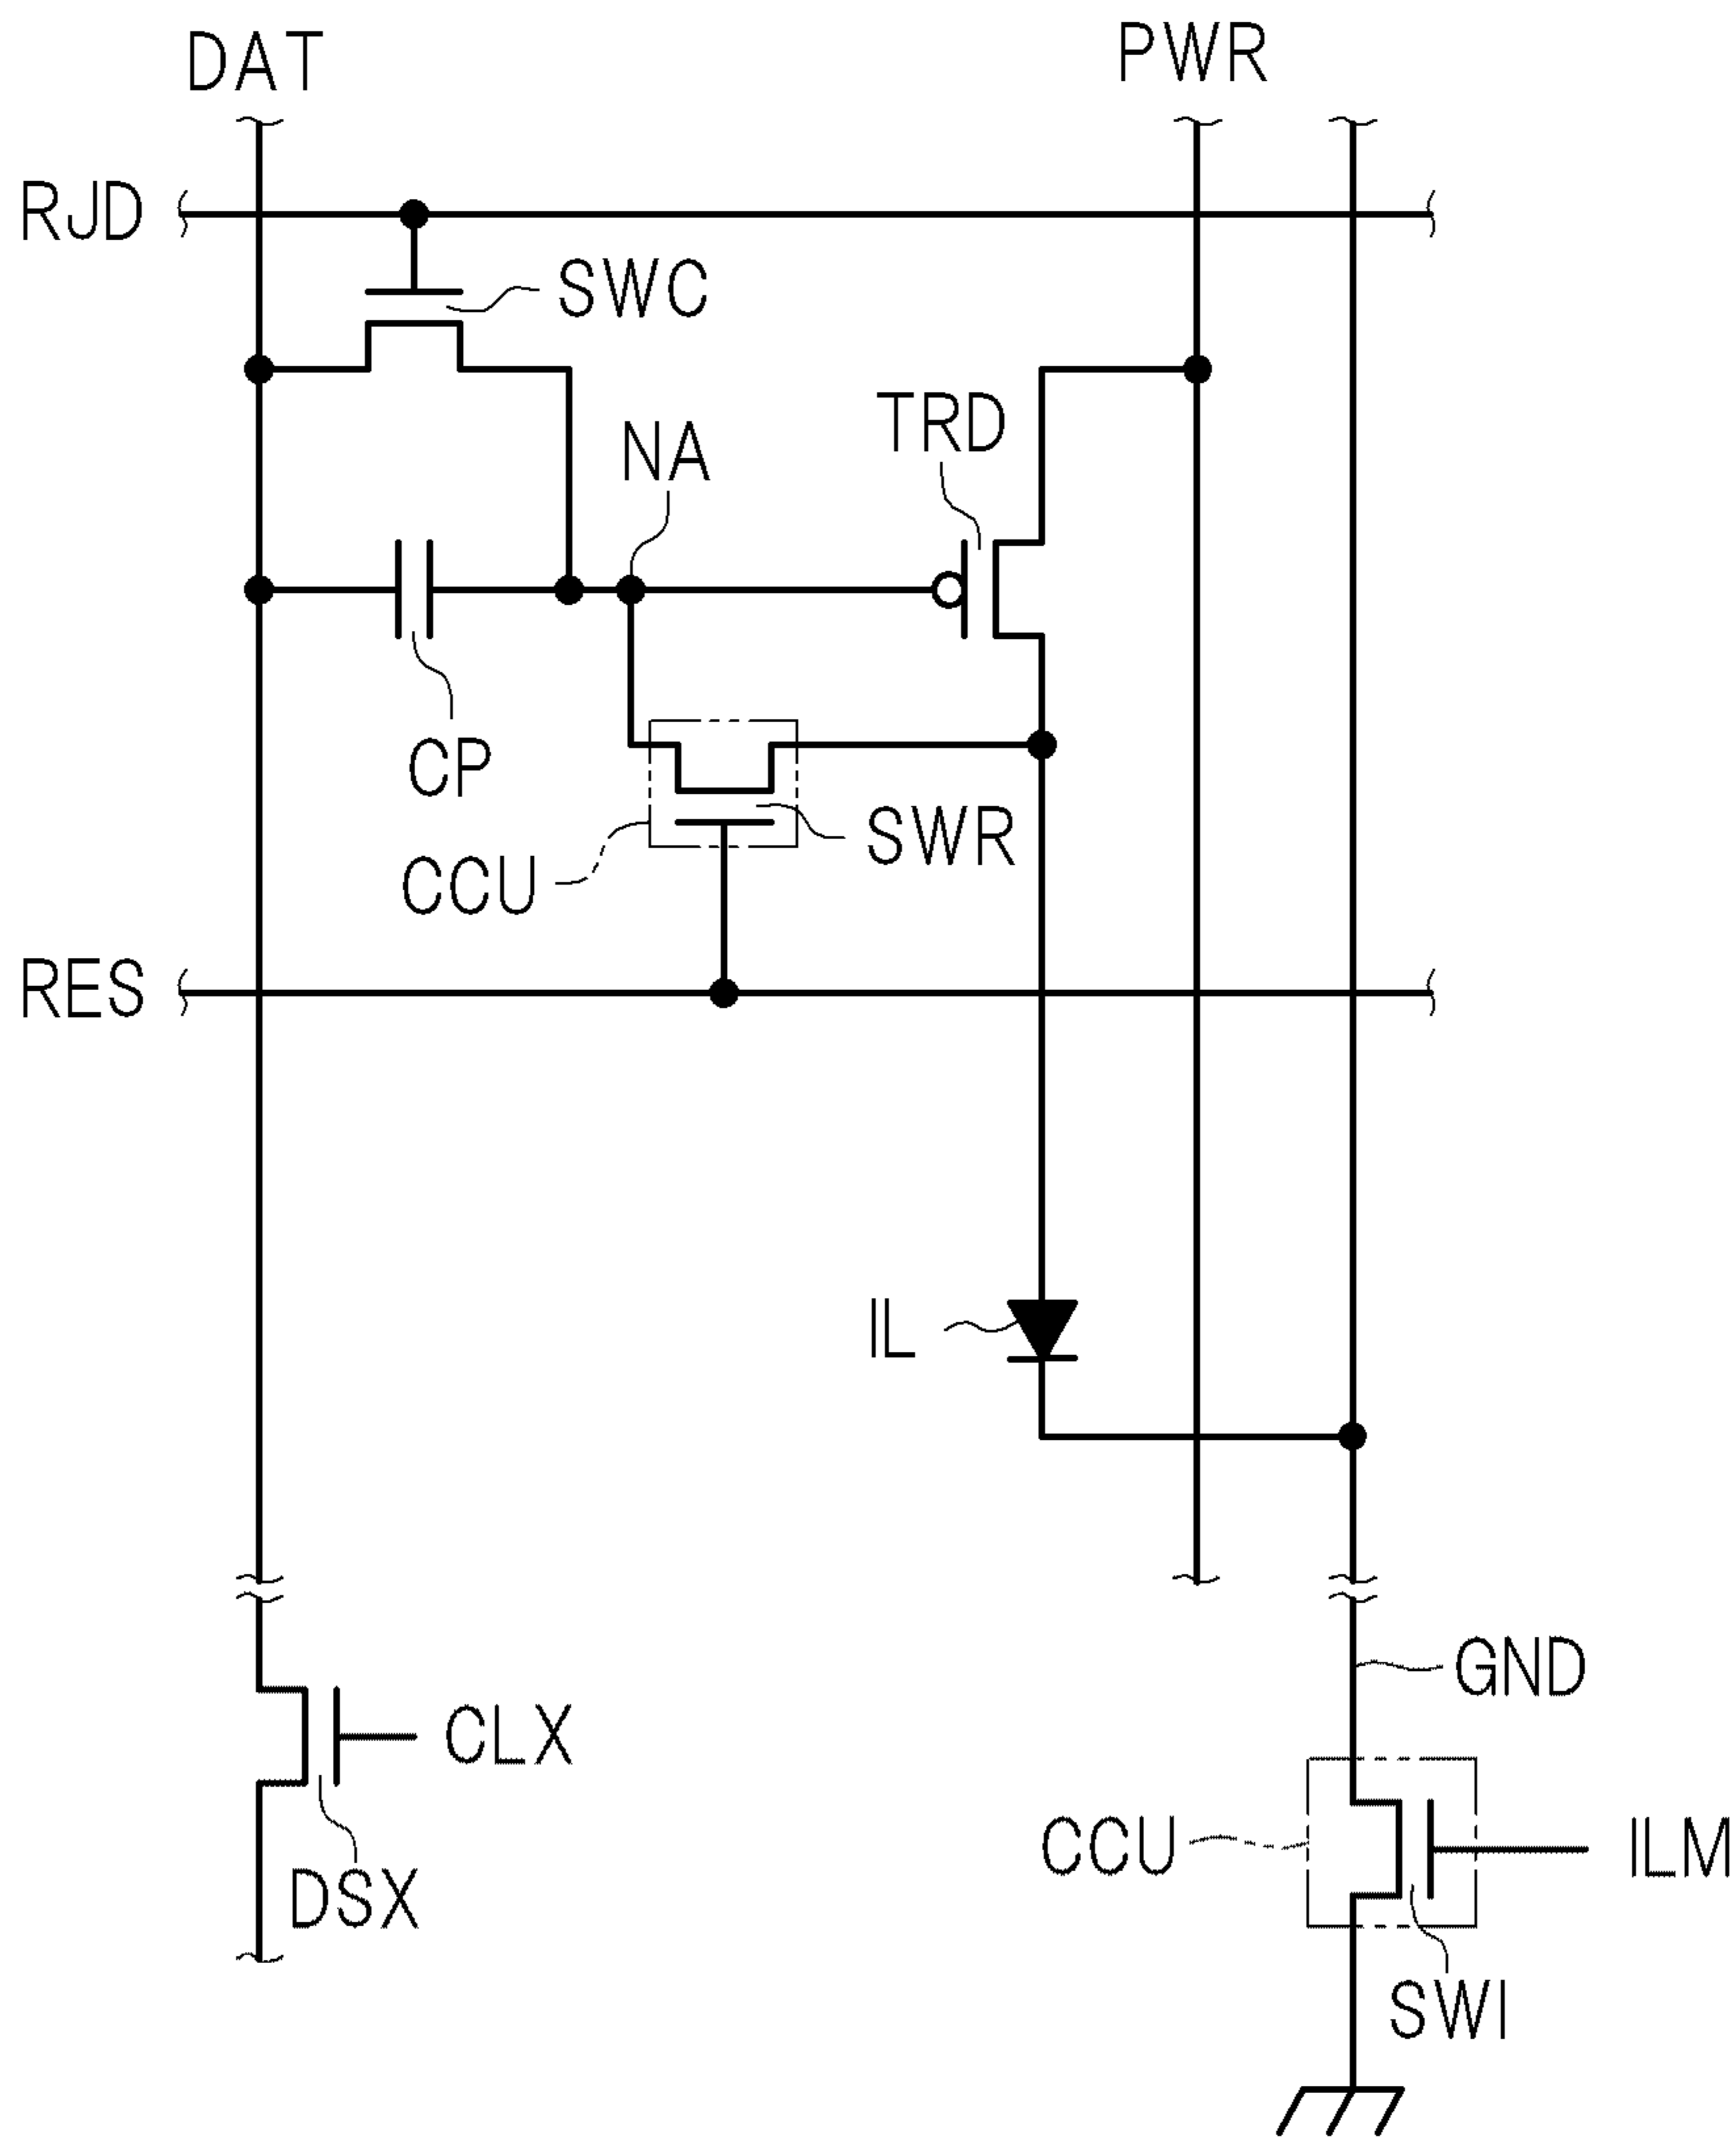 DAT
PWR
RJD
SWC
TRD
NA
CP
SWR
CCU
RES
IL
GND
CLX
CCU
ILM
DSX
SWI